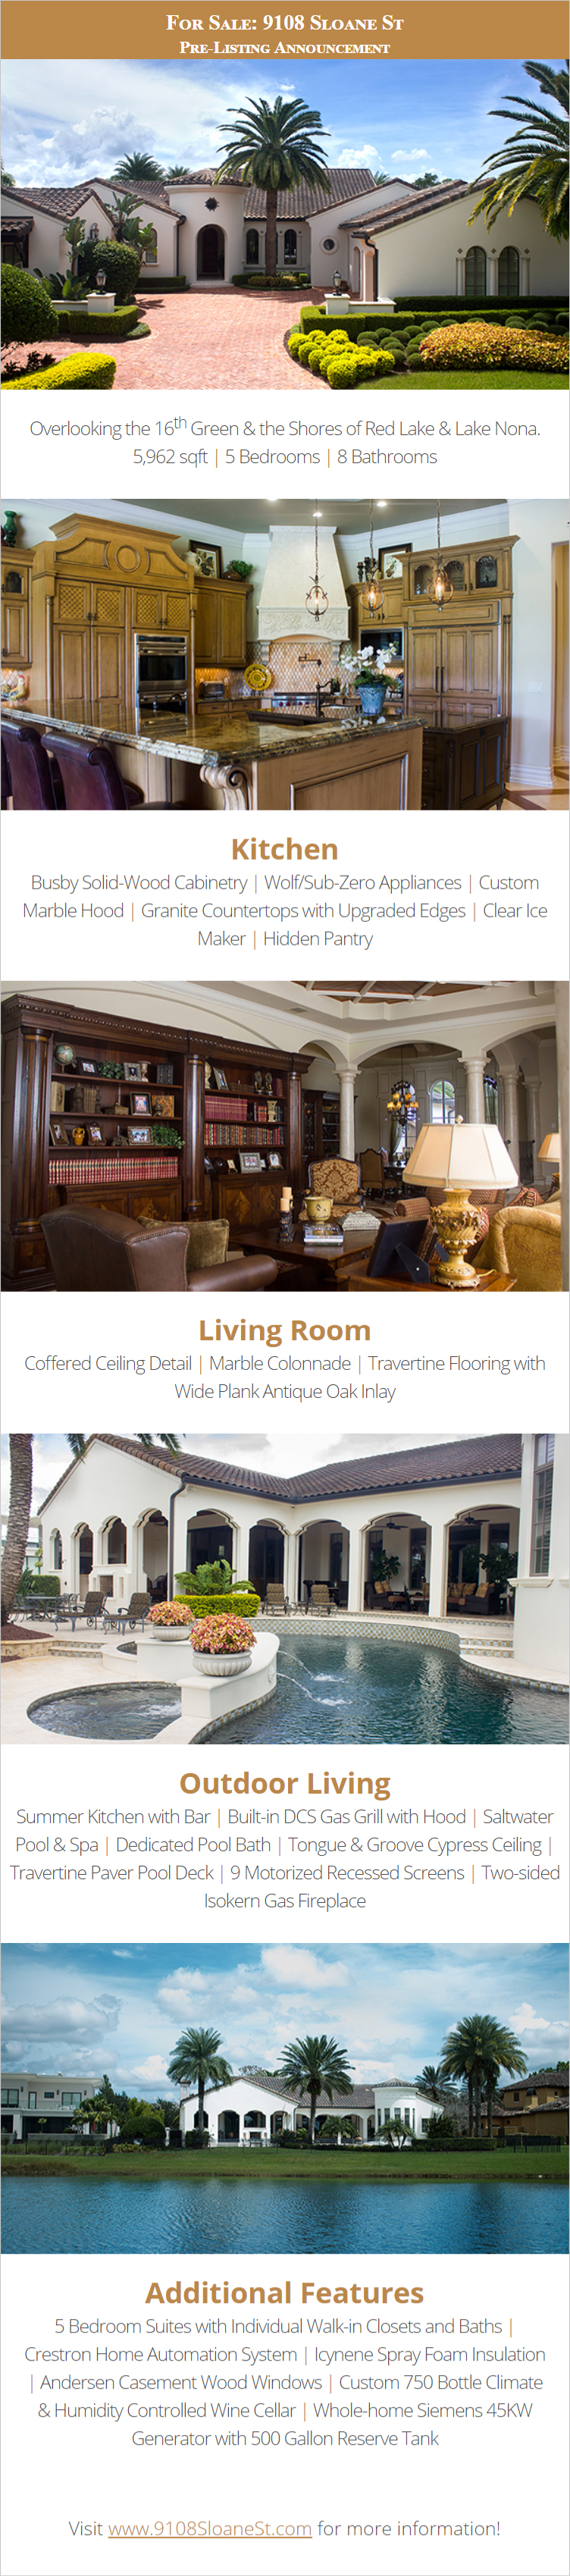 For Sale: 9108 Sloane St
Pre-Listing Announcement
Overlooking the 16th Green & the Shores of Red Lake & Lake Nona.
5,962 sqft | 5 Bedrooms | 8 Bathrooms
Kitchen
Busby Solid-Wood Cabinetry | Wolf/Sub-Zero Appliances | Custom
Marble Hood | Granite Countertops with Upgraded Edges | Clear Ice
Maker | Hidden Pantry
Living Room
Coffered Ceiling Detail | Marble Colonnade | Travertine Flooring with
Wide Plank Antique Oak Inlay
Outdoor Living
Summer Kitchen with Bar | Built-in DCS Gas Grill with Hood | Saltwater
Pool & Spa | Dedicated Pool Bath | Tongue & Groove Cypress Ceiling |
Travertine Paver Pool Deck | 9 Motorized Recessed Screens | Two-sided
Isokern Gas Fireplace
Additional Features
5 Bedroom Suites with Individual Walk-in Closets and Baths |
Crestron Home Automation System | Icynene Spray Foam Insulation
| Andersen Casement Wood Windows | Custom 750 Bottle Climate
& Humidity Controlled Wine Cellar | Whole-home Siemens 45KW
Generator with 500 Gallon Reserve Tank
Visit www.9108SloaneSt.com for more information!